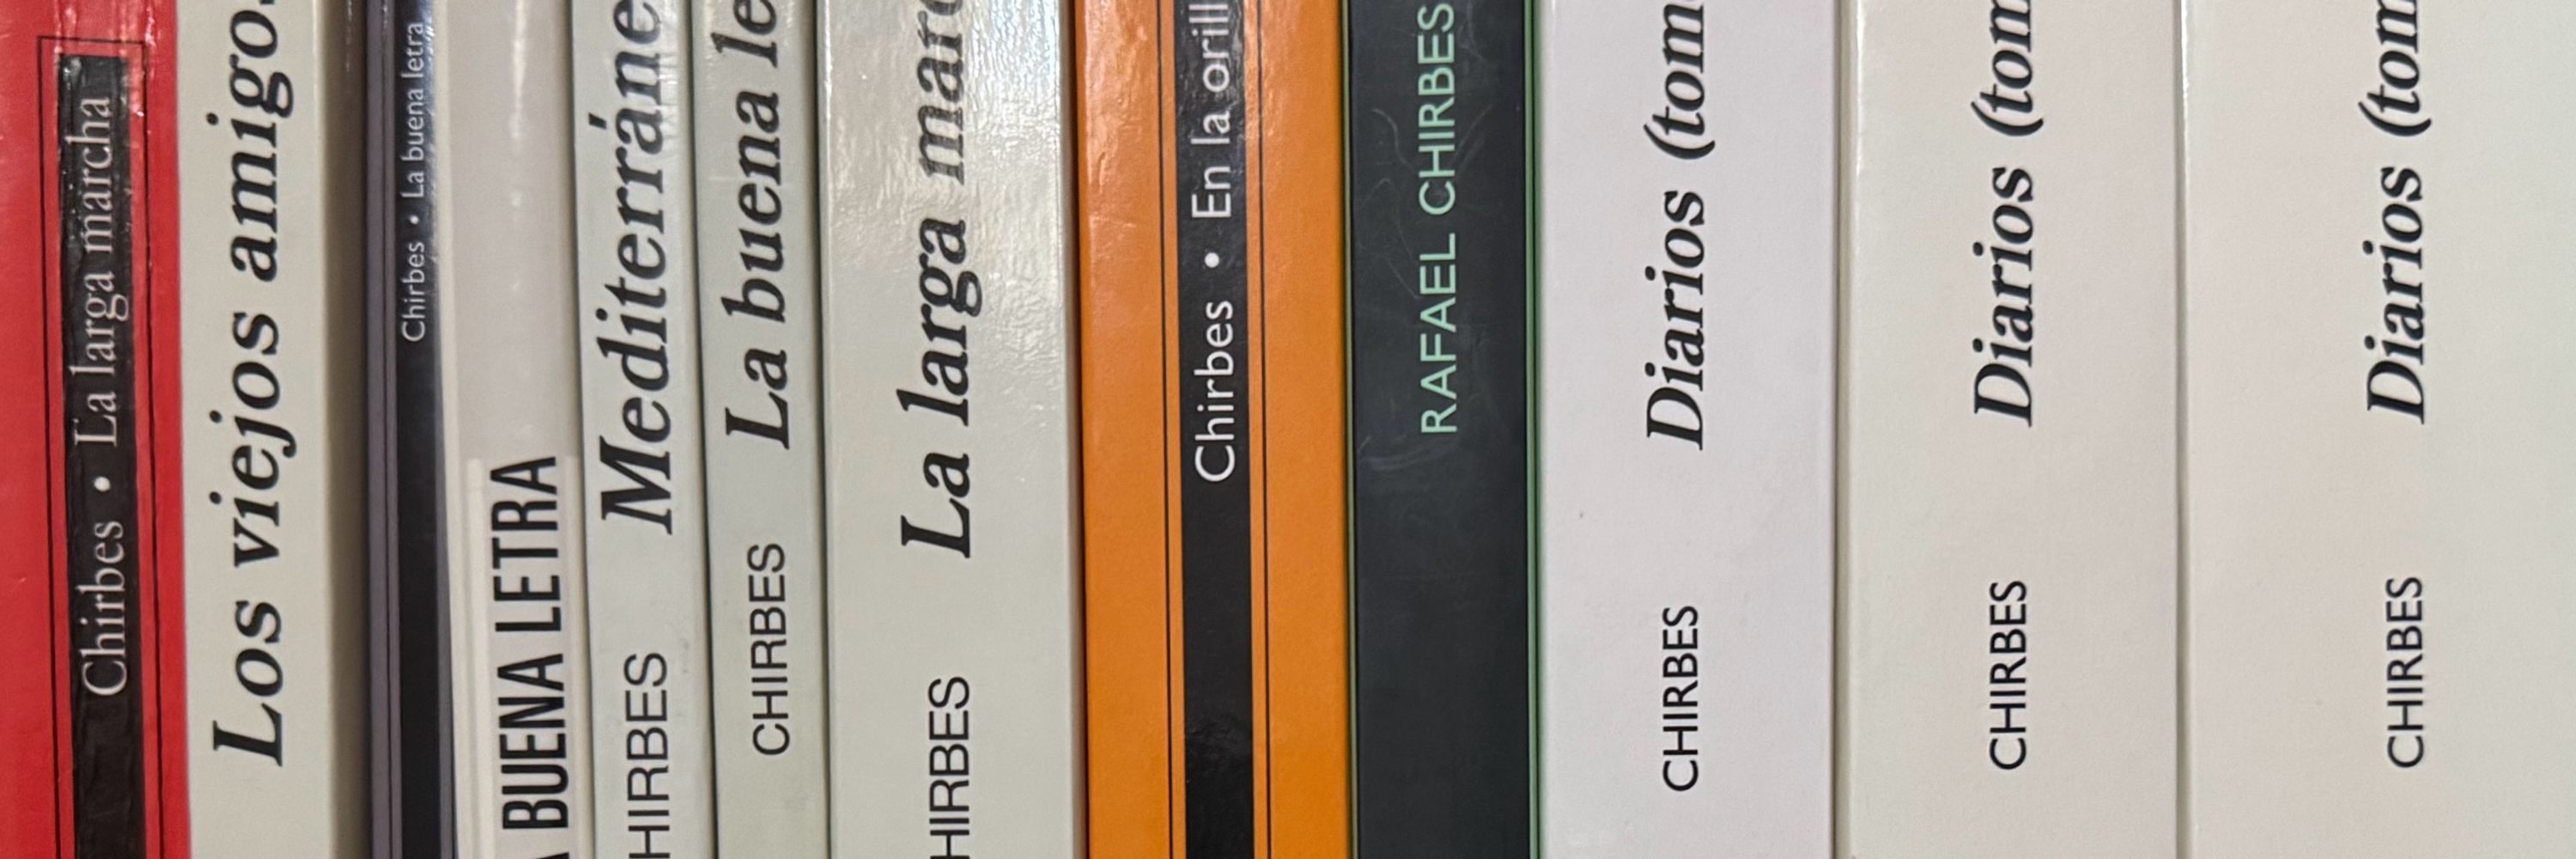 Chirbes • La larga marcha
Los viejos amigo
Chirbes • La buena letra
BUENA LETRA
HIRBES Mediterráne
CHIRBES La buena le
HIRBES La larga marc
Chirbes • En la orill
RAFAEL CHIRBES
CHIRBES Diarios (tom
CHIRBES Diarios (tom
CHIRBES Diarios (tom